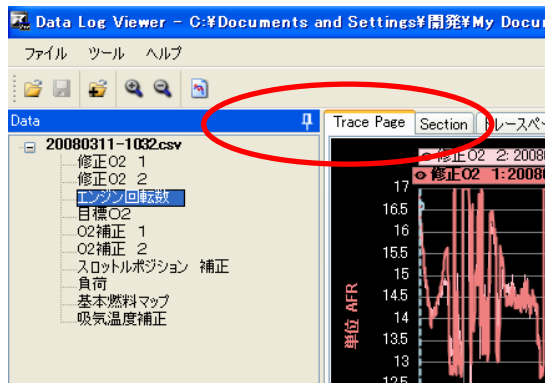 Data Log Viewer - C:¥Documents and Settings¥開発¥My Docu
ファイル ツール ヘルプ
Data
Trace Page Section トレースペ
20080311-1032.csv
修正O2 1
修正O2 2
エンジン回転数
目標O2
O2補正 1
O2補正 2
スロットルポジション 補正
負荷
基本燃料マップ
吸気温度補正
修正O2 2: 2008
修正O2 1:2008
単位 AFR
17
16.5
16
15.5
15
14.5
14
13.5
13
12.5